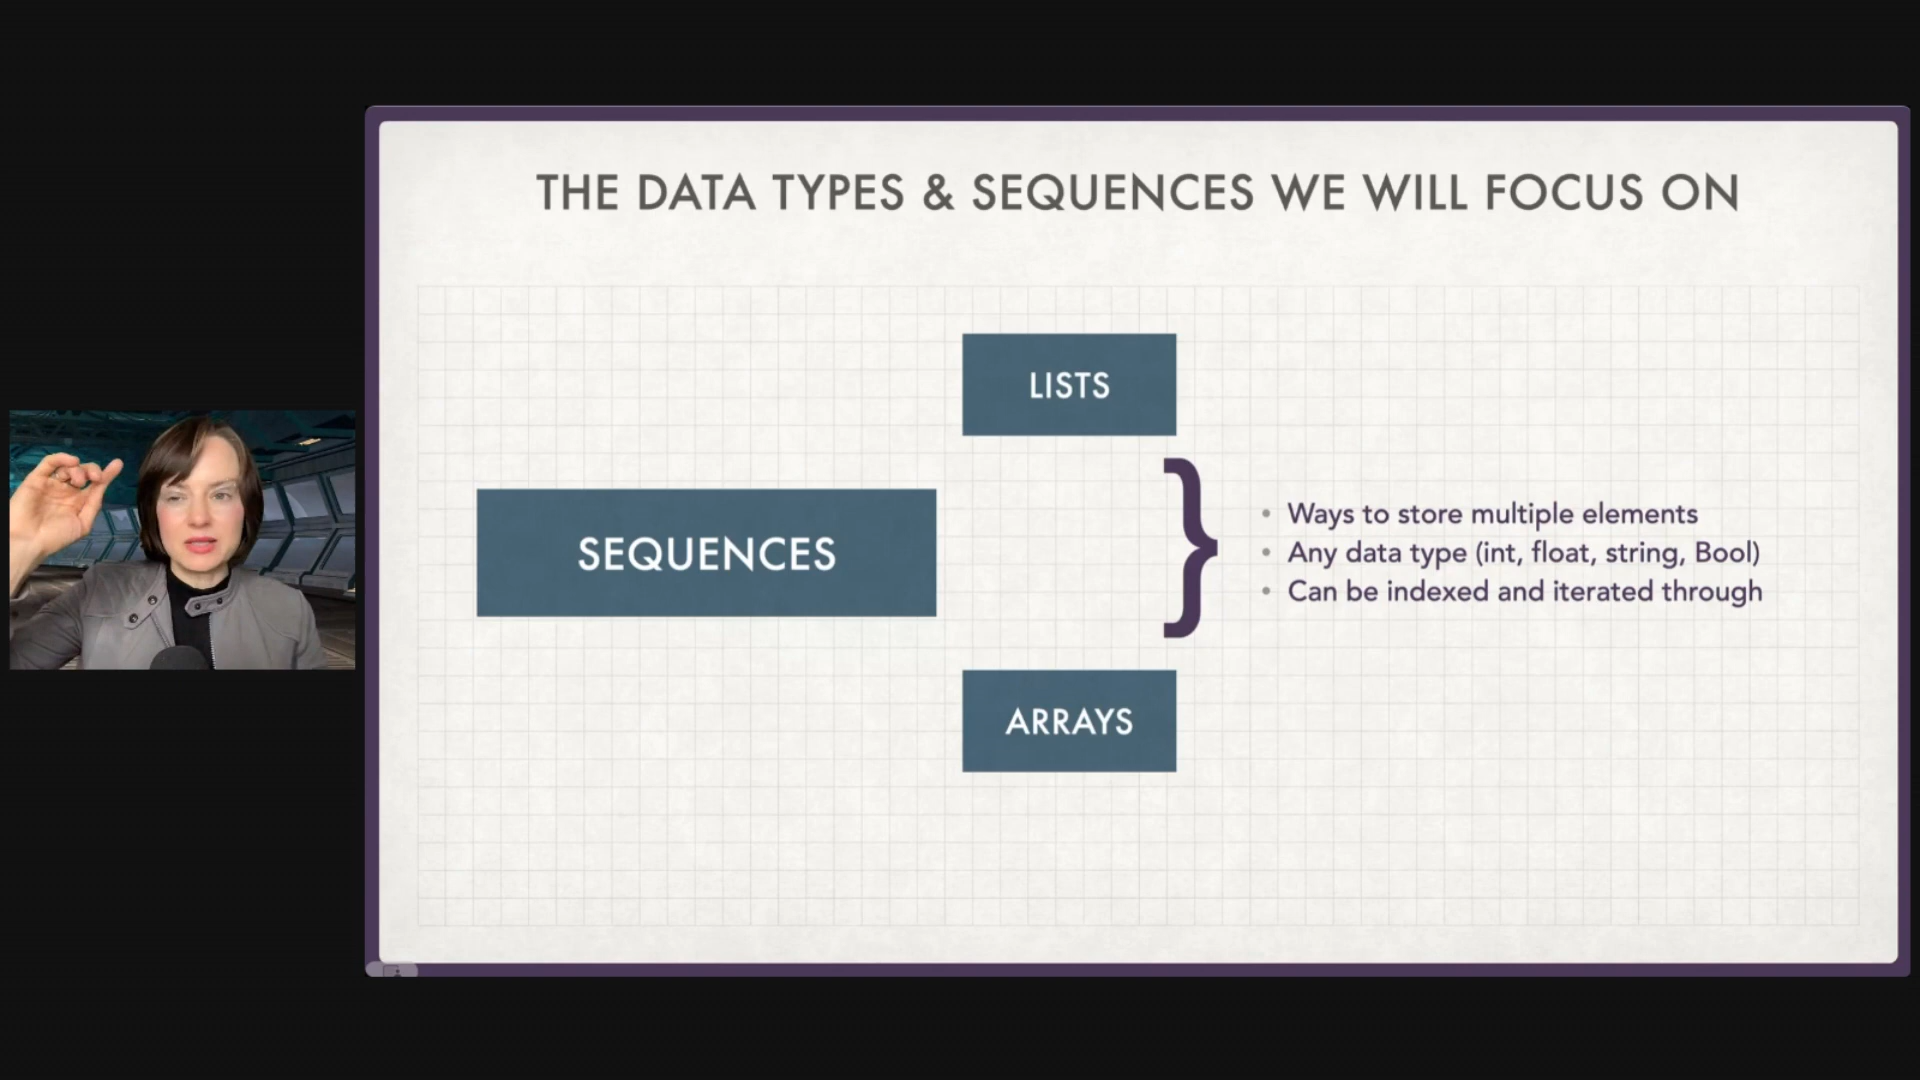 THE DATA TYPES & SEQUENCES WE WILL FOCUS ON
LISTS
SEQUENCES
• Ways to store multiple elements
• Any data type (int, float, string, Bool)
• Can be indexed and iterated through
ARRAYS